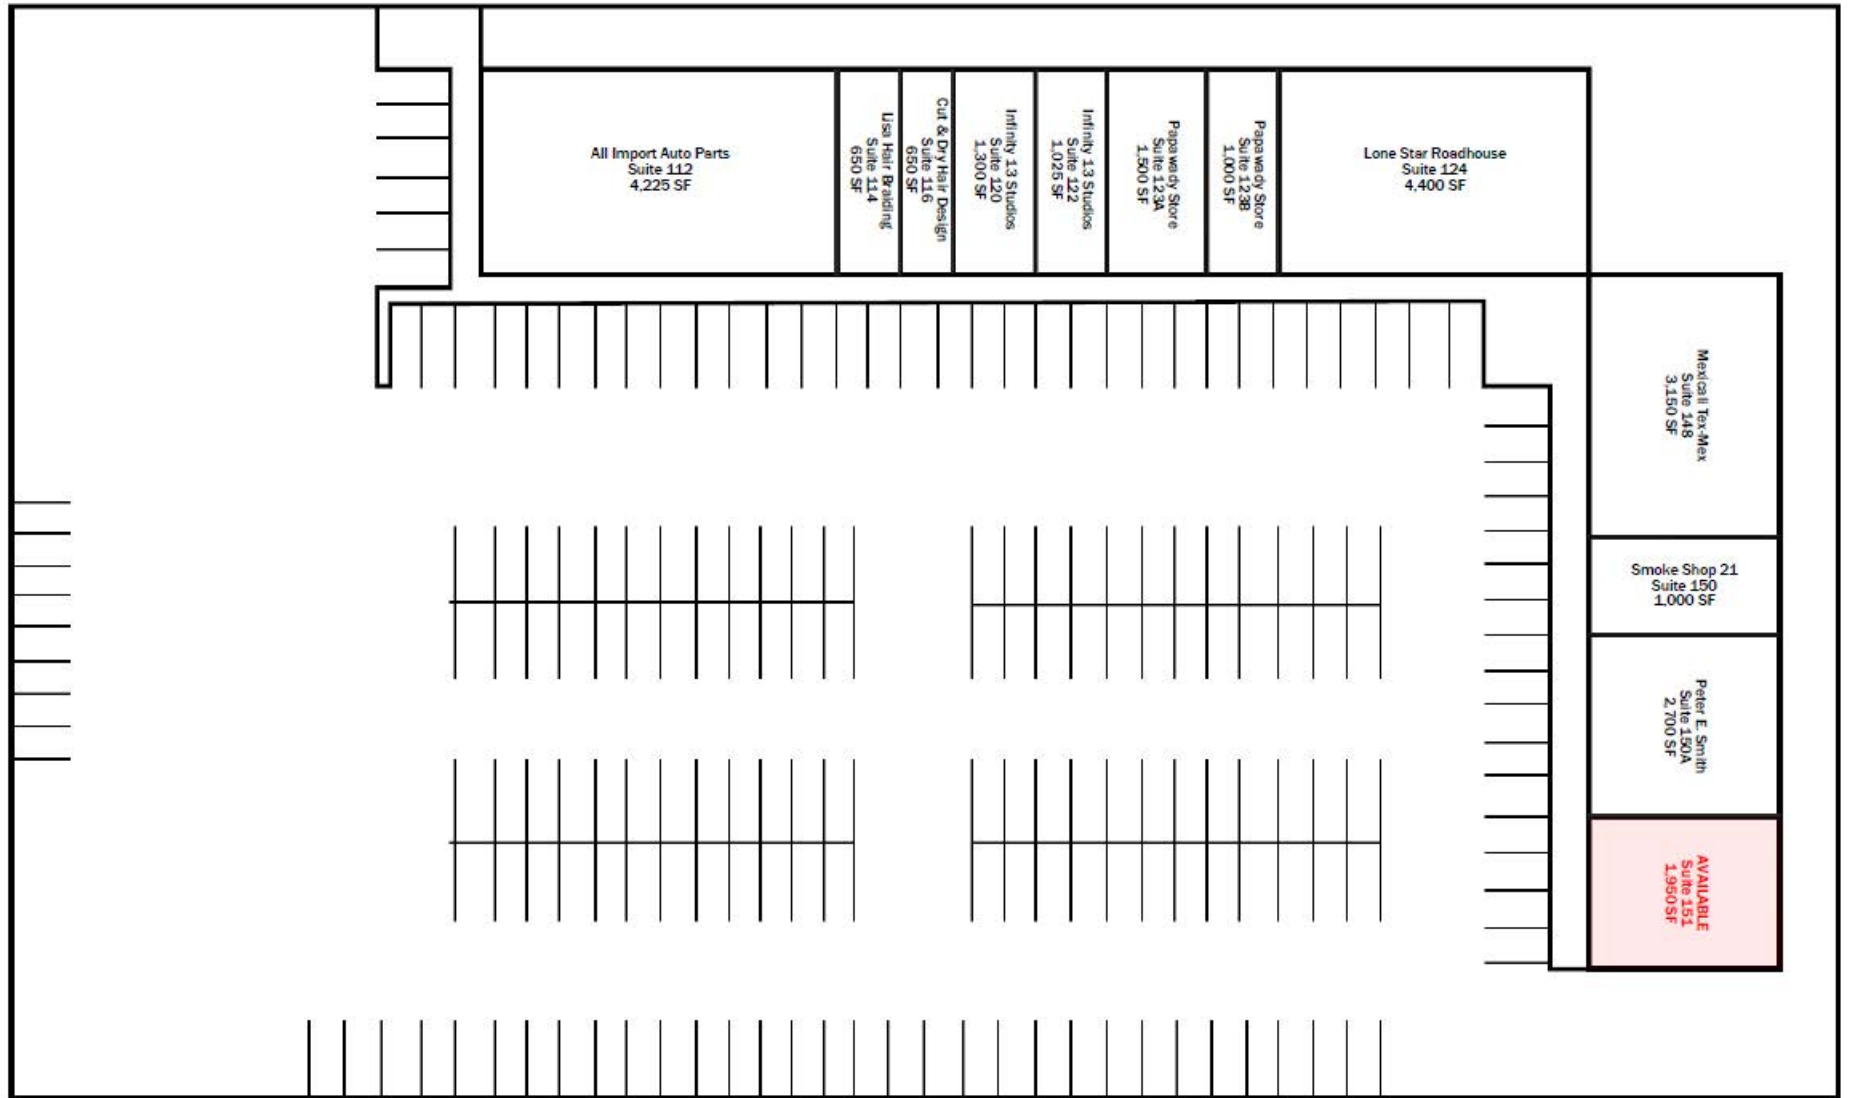 All Import Auto Parts
Suite 112
4,225 SF
Lisa Hair Braiding
Suite 114
650 SF
Cut & Dry Hair Design
Suite 116
650 SF
Infinity 13 Studios
Suite 120
1,300 SF
Infinity 13 Studios
Suite 122
1,025 SF
Papawady Store
Suite 123A
1,500 SF
Papawady Store
Suite 123B
1,000 SF
Lone Star Roadhouse
Suite 124
4,400 SF
Mexicali Tex-Mex
Suite 148
3,150 SF
Smoke Shop 21
Suite 150
1,000 SF
Peter E. Smith
Suite 150A
2,700 SF
AVAILABLE
Suite 151
1,950 SF